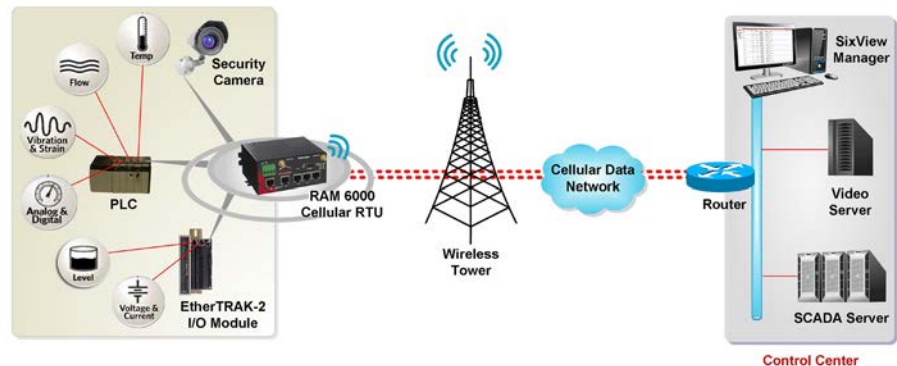 Temp
Flow
Vibration
& Strain
Analog &
Digital
PLC
Level
Voltage &
Current
EtherTRAK-2
I/O Module
Security
Camera
RAM 6000
Cellular RTU
Wireless
Tower
Cellular Data
Network
Router
SixView
Manager
Video
Server
SCADA Server
Control Center